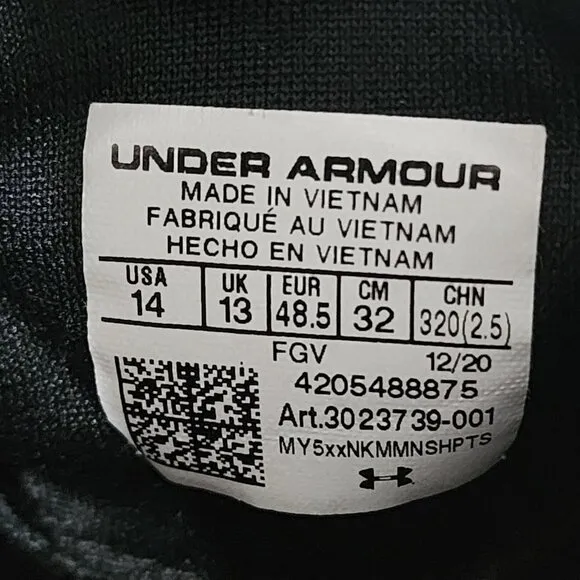 UNDER ARMOUR
MADE IN VIETNAM
FABRIQUÉ AU VIETNAM
HECHO EN VIETNAM
USA UK EUR CM CHN
14 13 48.5 32 320(2.5)
FGV 12/20
4205488875
Art.3023739-001
MY5xxNKMMNSHPTS